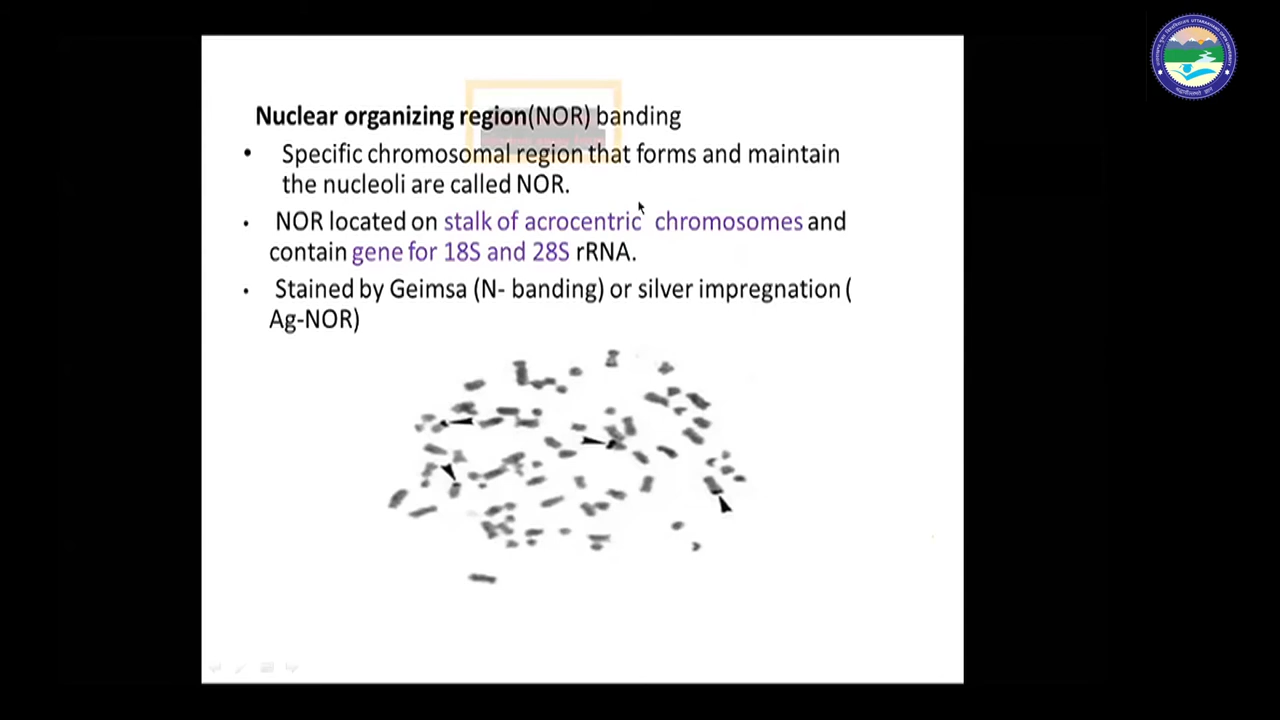 Nuclear organizing region(NOR) banding
• Specific chromosomal region that forms and maintain
the nucleoli are called NOR.
• NOR located on stalk of acrocentric chromosomes and
contain gene for 18S and 28S rRNA.
• Stained by Geimsa (N- banding) or silver impregnation (
Ag-NOR)